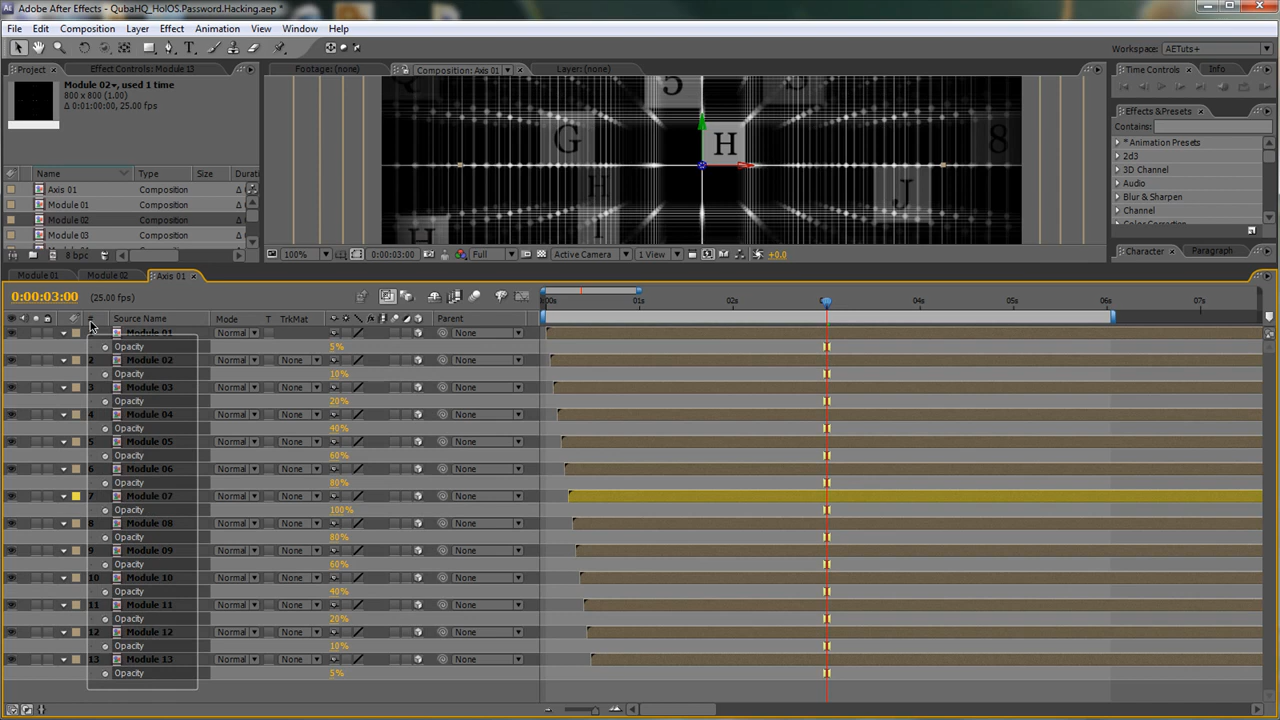 Adobe After Effects - QubaHQ_HolOS.Password.Hacking.aep *
File Edit Composition Layer Effect Animation View Window Help
Workspace: AETuts+
Project Effect Controls: Module 13
Module 02, used 1 time
800 x 800 (1.00)
Δ 0:01:00:00, 25.00 fps
Name Type Size Durati
Axis 01 Composition Δ
Module 01 Composition Δ
Module 02 Composition Δ
Module 03 Composition Δ
8 bpc
Footage: (none) Composition: Axis 01 Layer: (none)
5
G H 8
H J
H
100% 0:00:03:00 Full Active Camera 1 View +0.0
Time Controls Info
Effects & Presets
Contains:
* Animation Presets
2d3
3D Channel
Audio
Blur & Sharpen
Channel
Character Paragraph
Module 01 Module 02 Axis 01
0:00:03:00 (25.00 fps)
# Source Name Mode T TrkMat Parent
:00s 01s 02s 04s 05s 06s 07s
Module 01 Normal None
Opacity 5%
2 Module 02 Normal None None
Opacity 10%
3 Module 03 Normal None None
Opacity 20%
4 Module 04 Normal None None
Opacity 40%
5 Module 05 Normal None None
Opacity 60%
6 Module 06 Normal None None
Opacity 80%
7 Module 07 Normal None None
Opacity 100%
8 Module 08 Normal None None
Opacity 80%
9 Module 09 Normal None None
Opacity 60%
10 Module 10 Normal None None
Opacity 40%
11 Module 11 Normal None None
Opacity 20%
12 Module 12 Normal None None
Opacity 10%
13 Module 13 Normal None None
Opacity 5%